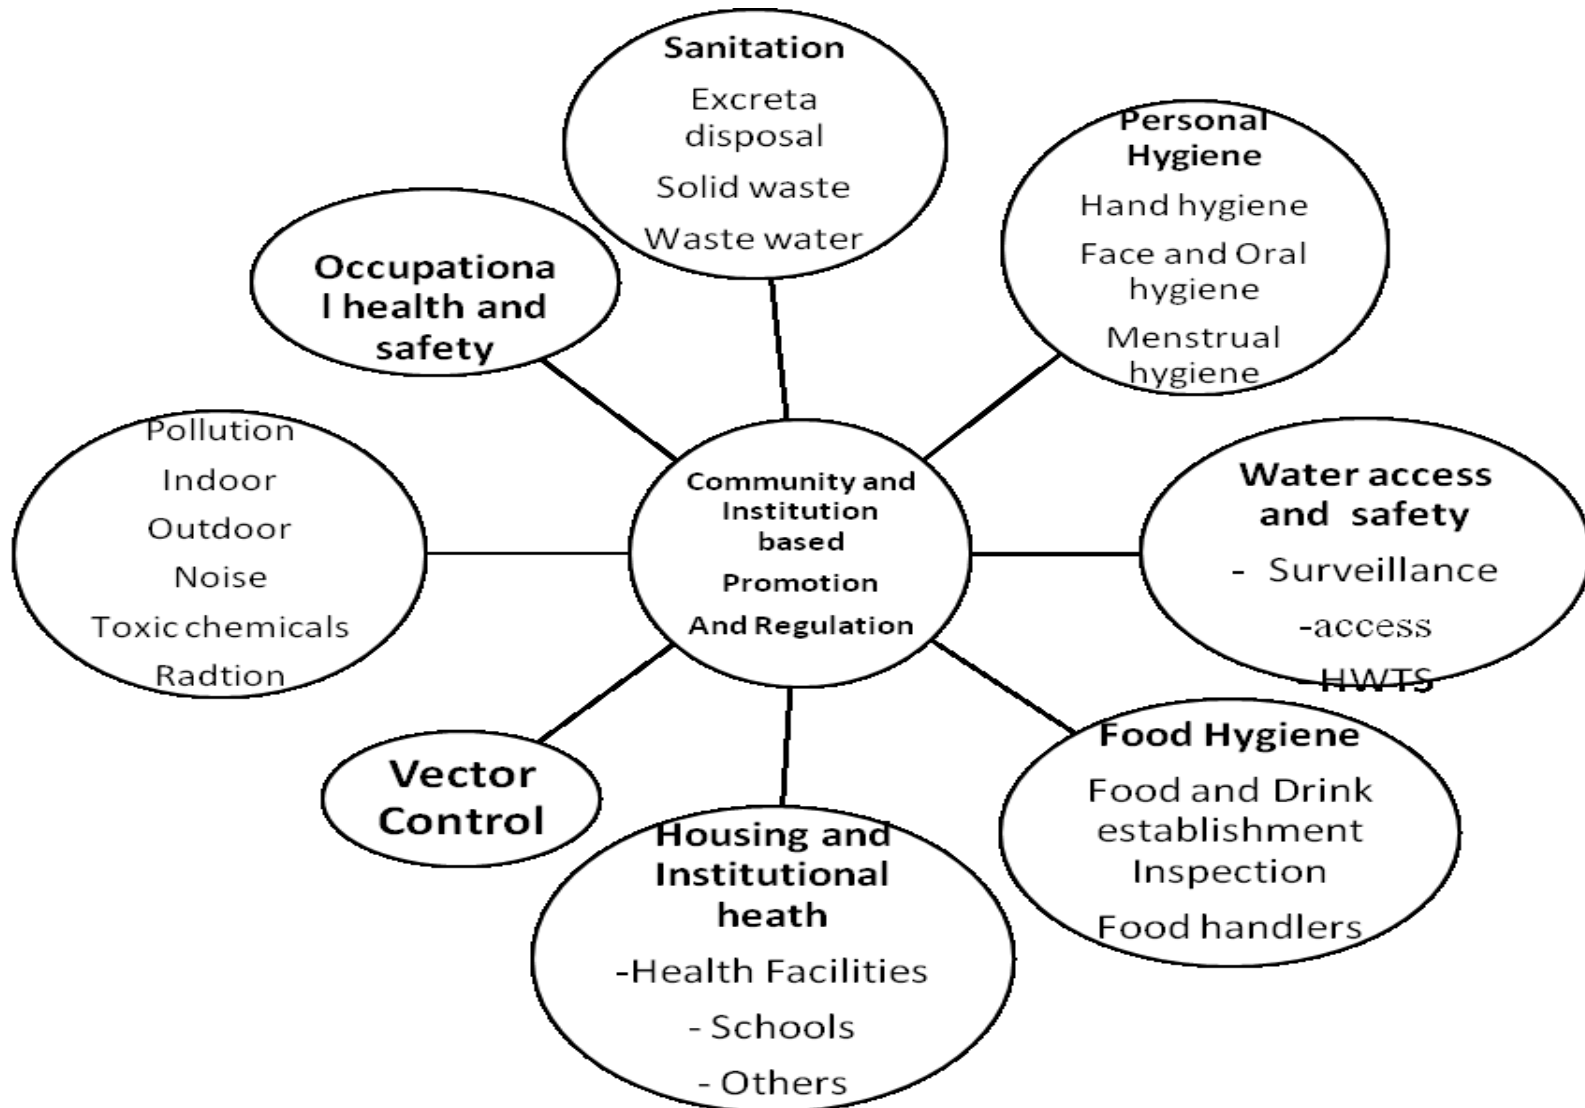 Sanitation
Excreta
disposal
Solid waste
Waste water
Personal
Hygiene
Hand hygiene
Face and Oral
hygiene
Menstrual
hygiene
Occupationa
l health and
safety
Pollution
Indoor
Outdoor
Noise
Toxic chemicals
Radtion
Community and
Institution
based
Promotion
And Regulation
Water access
and safety
- Surveillance
-access
- HWTS
Food Hygiene
Food and Drink
establishment
Inspection
Food handlers
Vector
Control
Housing and
Institutional
heath
-Health Facilities
- Schools
- Others